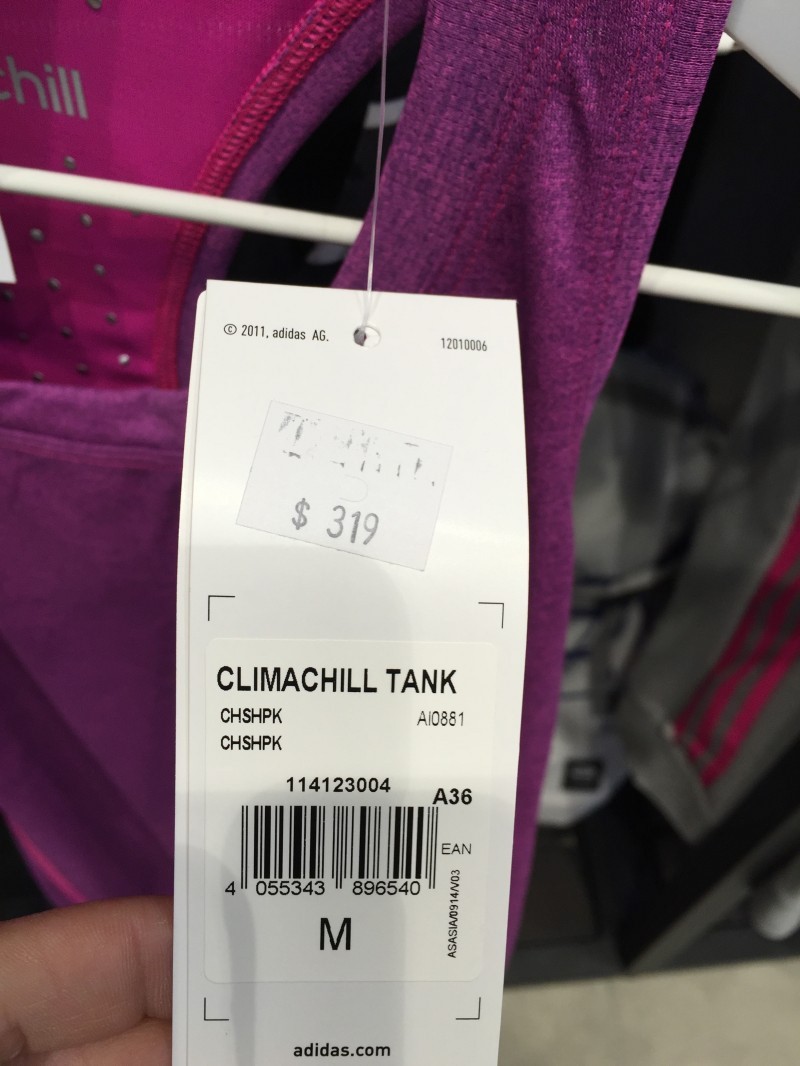 chill
© 2011, adidas AG.
12010006
$ 319
CLIMACHILL TANK
CHSHPK AI0881
CHSHPK
114123004
A36
EAN
4 055343 896540
ASASIA/0914/V03
M
adidas.com